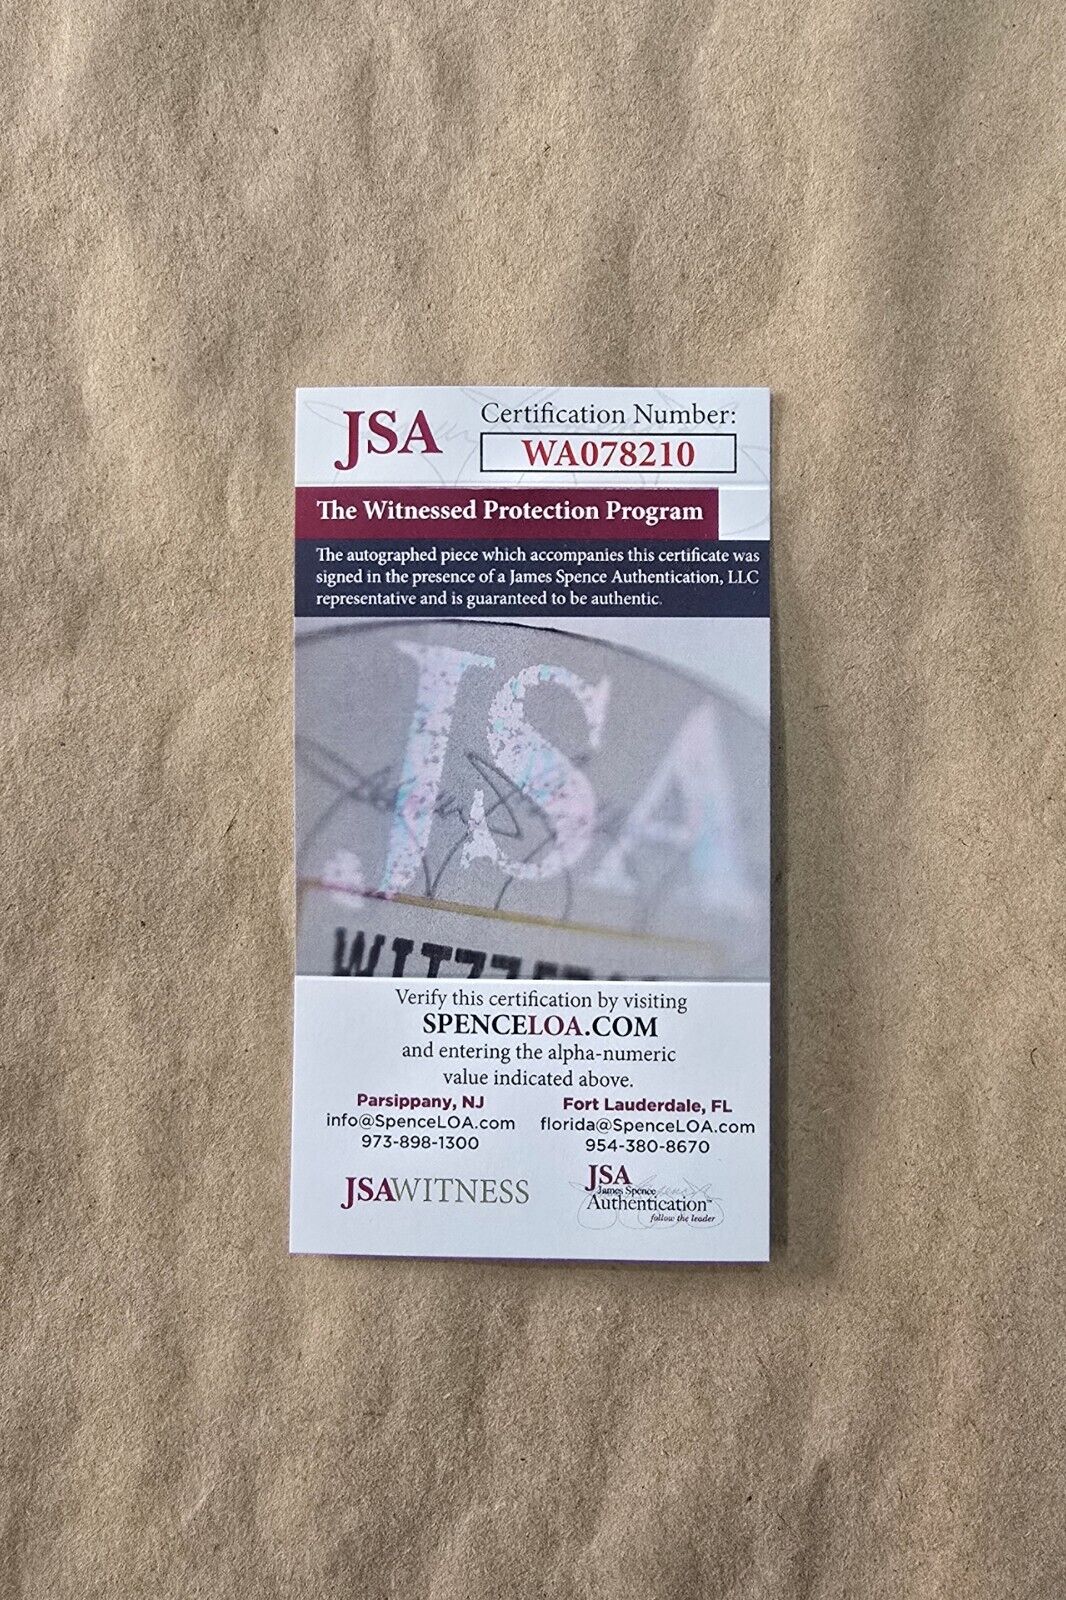 JSA
Certification Number:
WA078210
The Witnessed Protection Program
The autographed piece which accompanies this certificate was
signed in the presence of a James Spence Authentication, LLC
representative and is guaranteed to be authentic.
JSA
Verify this certification by visiting
SPENCELOA.COM
and entering the alpha-numeric
value indicated above.
Parsippany, NJ
info@SpenceLOA.com
973-898-1300
Fort Lauderdale, FL
florida@SpenceLOA.com
954-380-8670
JSAWITNESS
JSA
James Spence
Authentication™
follow the leader